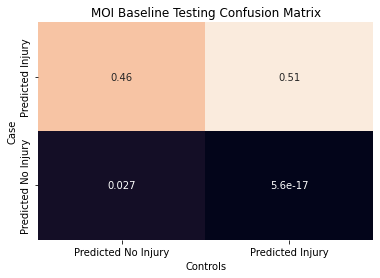 MOI Baseline Testing Confusion Matrix
Predicted Injury
0.46
0.51
Case
Predicted No Injury
0.027
5.6e-17
Predicted No Injury
Predicted Injury
Controls